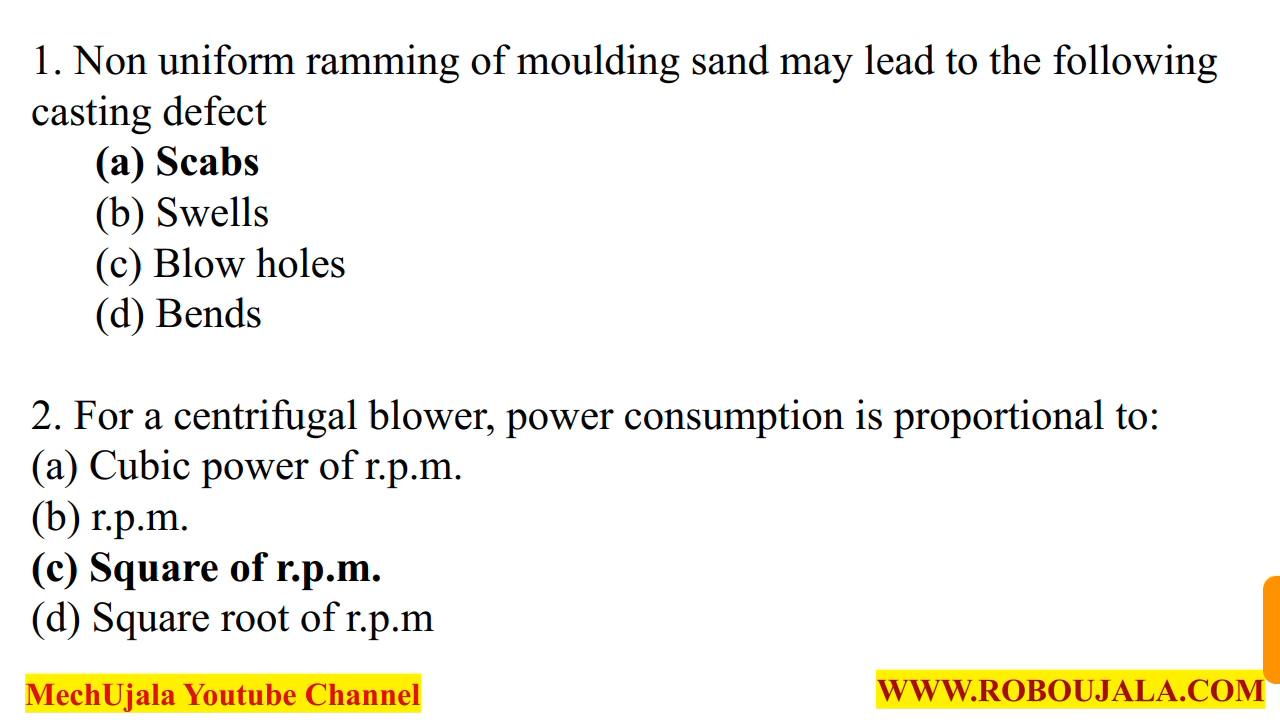 1. Non uniform ramming of moulding sand may lead to the following
casting defect
(a) Scabs
(b) Swells
(c) Blow holes
(d) Bends
2. For a centrifugal blower, power consumption is proportional to:
(a) Cubic power of r.p.m.
(b) r.p.m.
(c) Square of r.p.m.
(d) Square root of r.p.m
MechUjala Youtube Channel
WWW.ROBOUJALA.COM